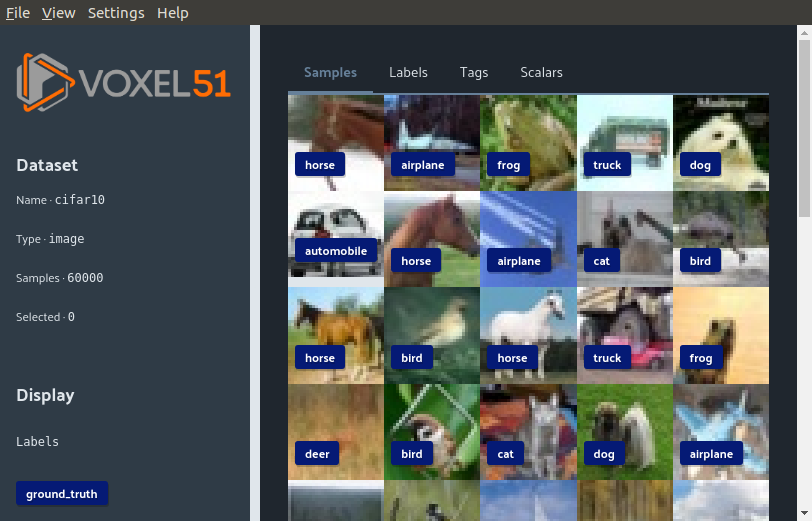 File View Settings Help
VOXEL51
Samples Labels Tags Scalars
Dataset
Name · cifar10
Type · image
Samples · 60000
Selected · 0
Display
Labels
ground_truth
horse airplane frog truck dog
automobile horse airplane cat bird
horse bird horse truck frog
deer bird cat dog airplane